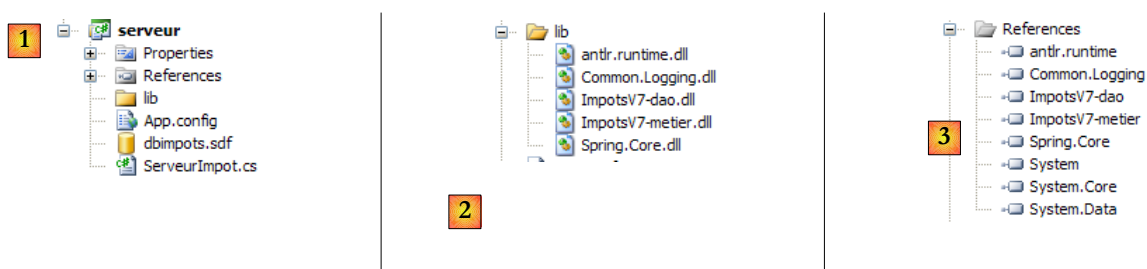 1
serveur
Properties
References
lib
App.config
dbimpots.sdf
ServeurImpot.cs
2
lib
antlr.runtime.dll
Common.Logging.dll
ImpotsV7-dao.dll
ImpotsV7-metier.dll
Spring.Core.dll
3
References
antlr.runtime
Common.Logging
ImpotsV7-dao
ImpotsV7-metier
Spring.Core
System
System.Core
System.Data